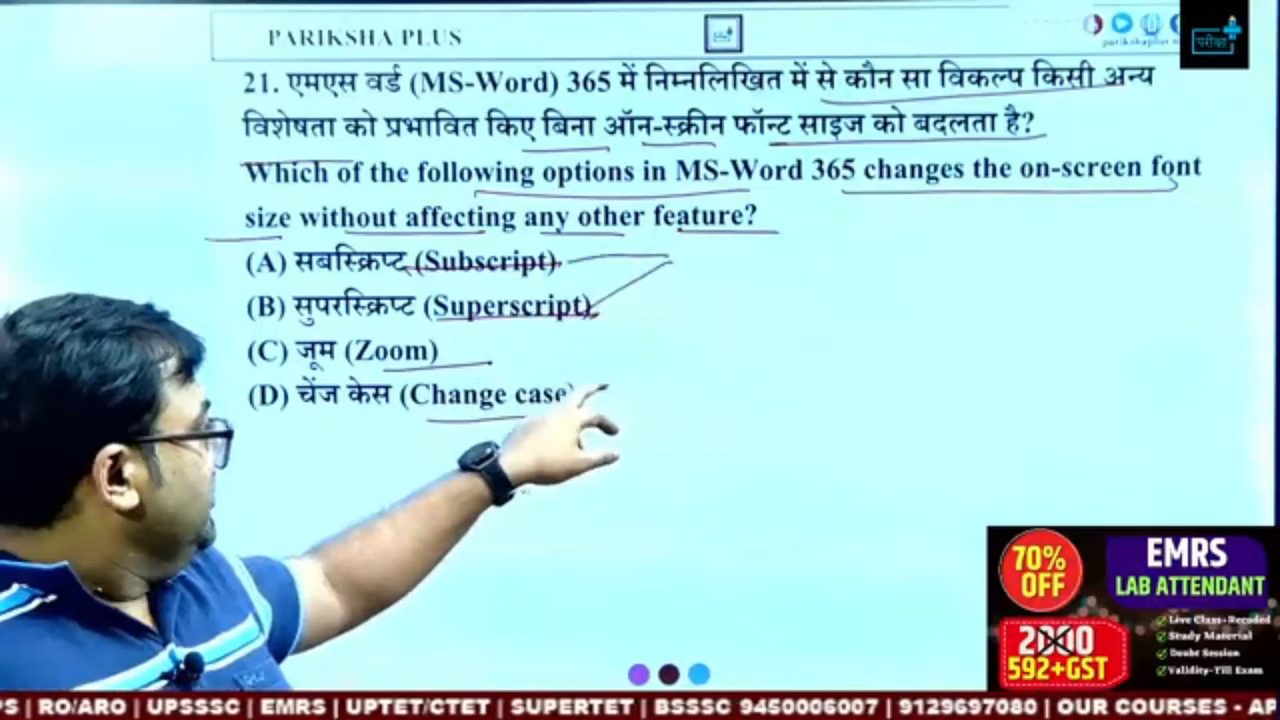 PARIKSHA PLUS
परीक्षा
21. एमएस वर्ड (MS-Word) 365 में निम्नलिखित में से कौन सा विकल्प किसी अन्य
विशेषता को प्रभावित किए बिना ऑन-स्क्रीन फॉन्ट साइज को बदलता है?
Which of the following options in MS-Word 365 changes the on-screen font
size without affecting any other feature?
(A) सबस्क्रिप्ट (Subscript)
(B) सुपरस्क्रिप्ट (Superscript)
(C) जूम (Zoom)
(D) चेंज केस (Change case)
70%
OFF
EMRS
LAB ATTENDANT
2000
592+GST
Live Class+Recoded
Study Material
Doubt Session
Validity-Till Exam
PS | RO/ARO | UPSSSC | EMRS | UPTET/CTET | SUPERTET | BSSSC 9450006007 | 9129697080 | OUR COURSES - AP